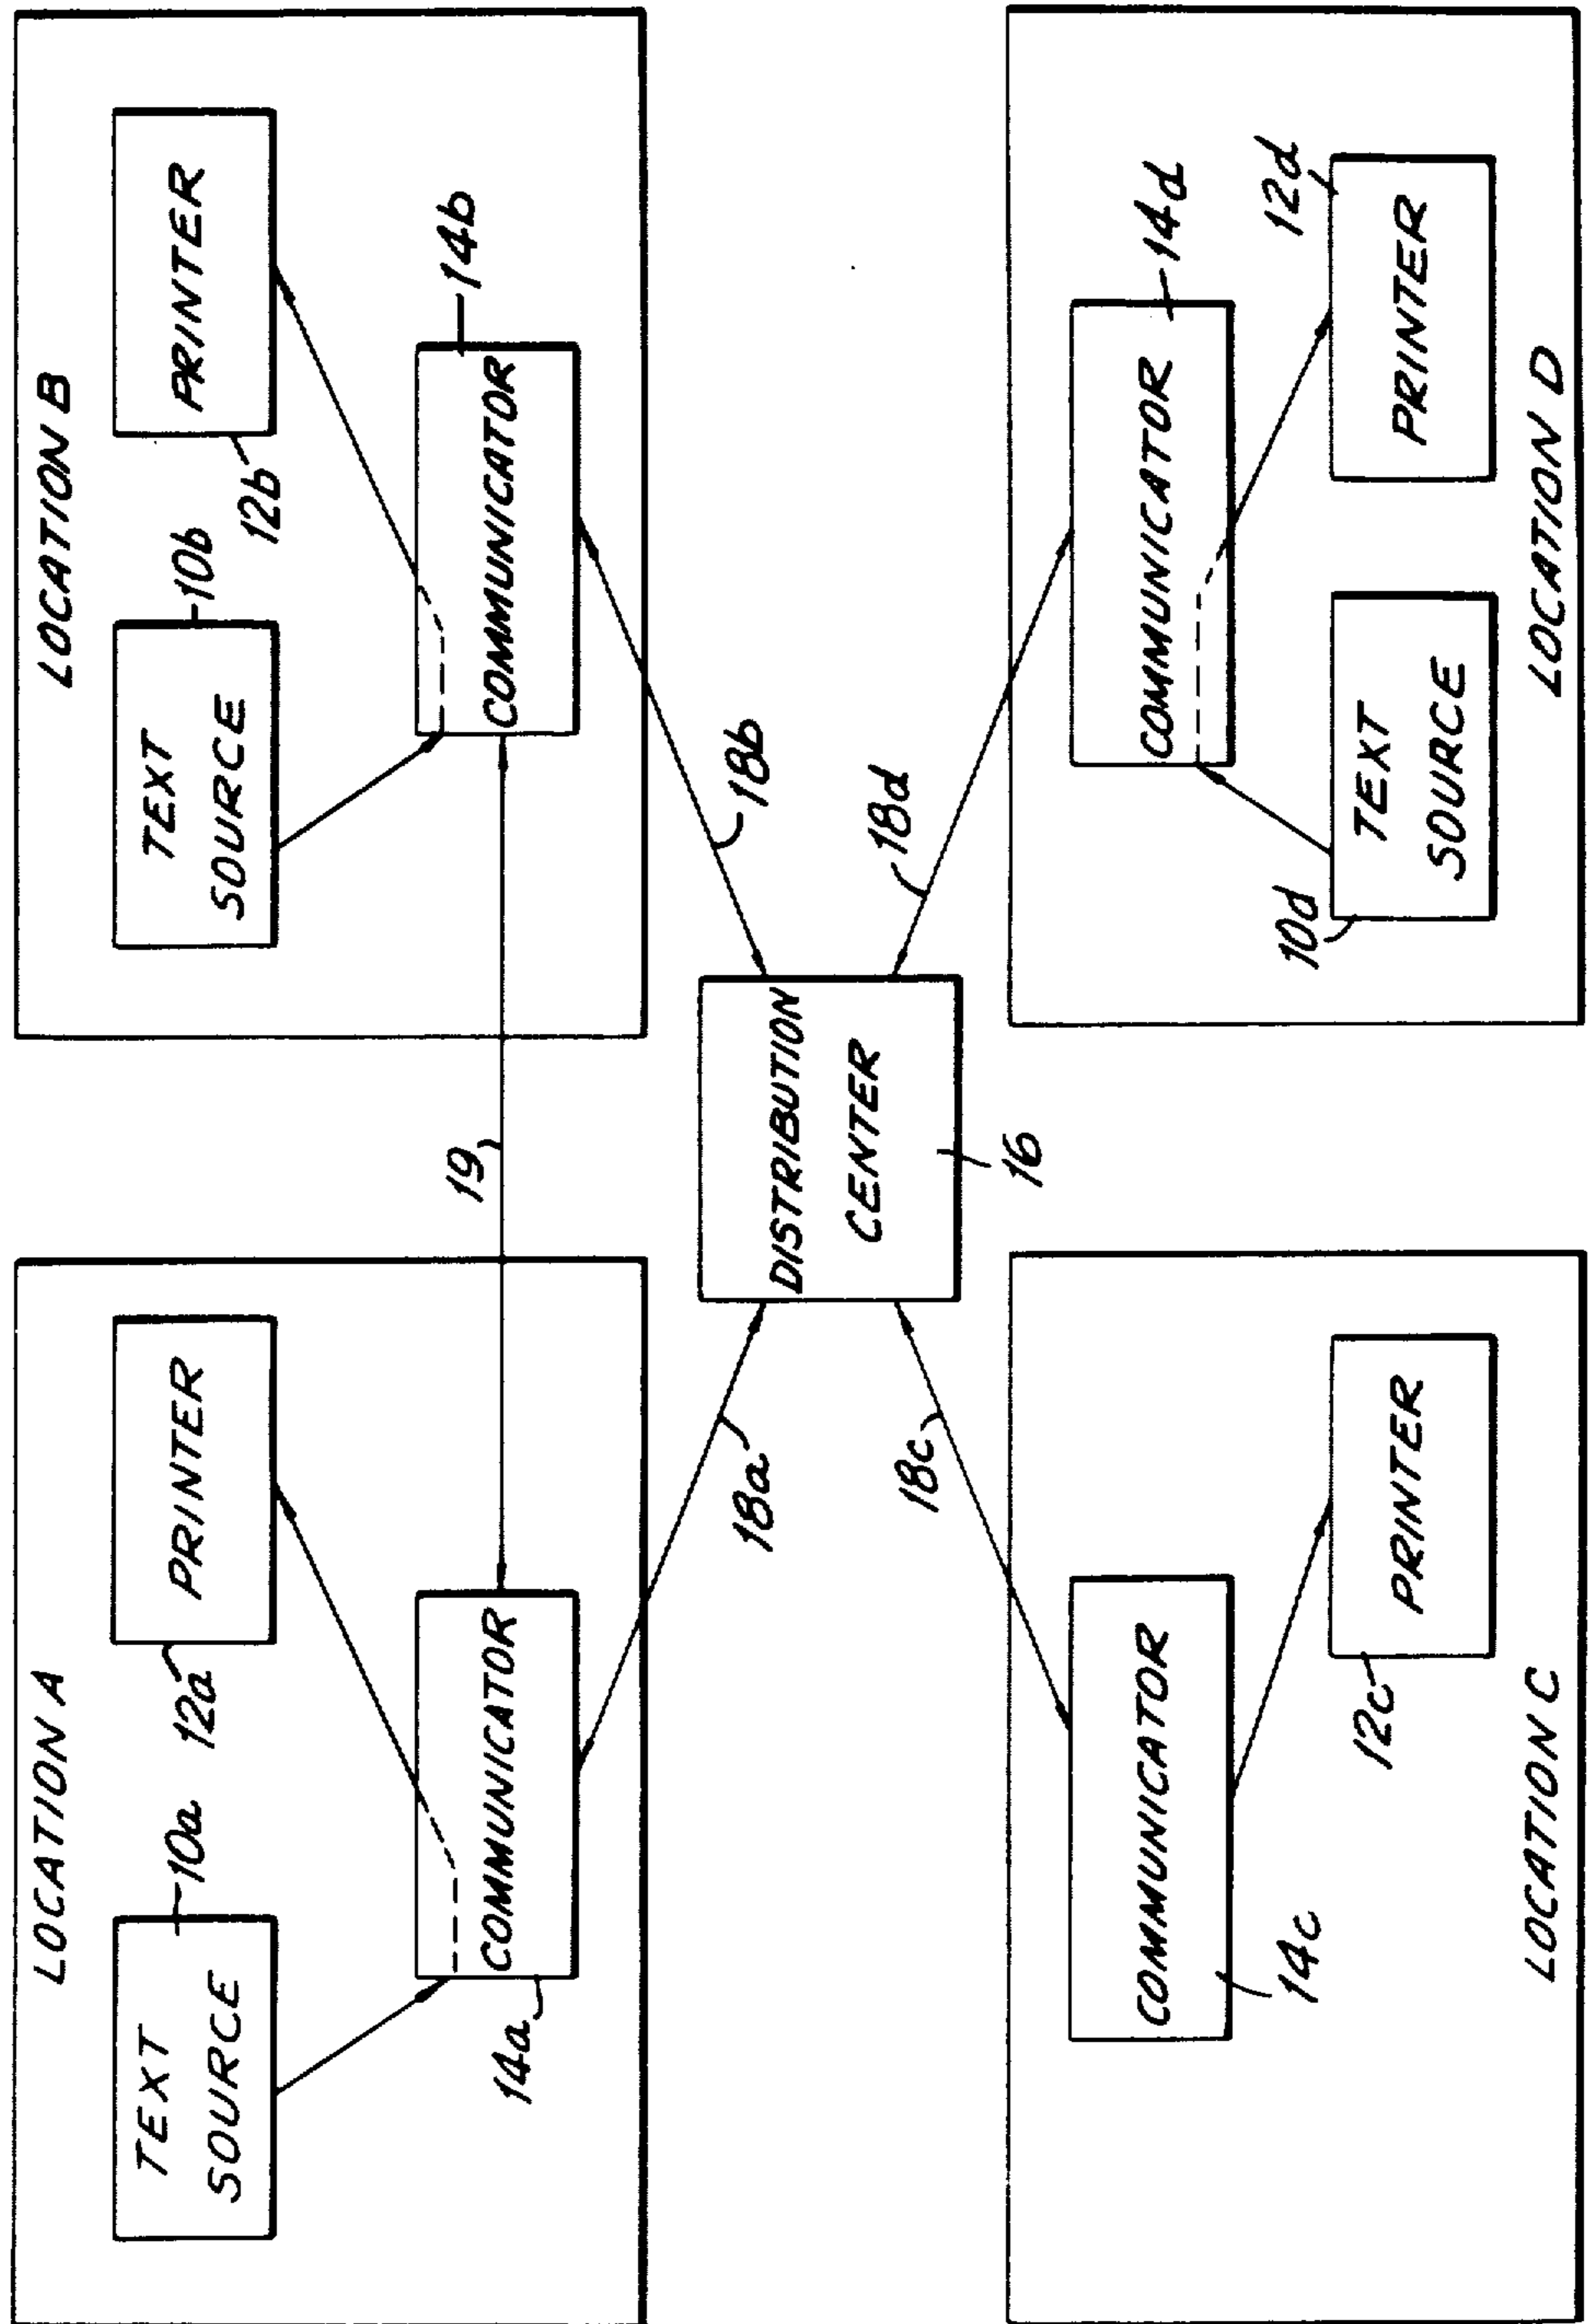 LOCATION A
TEXT
SOURCE
10a
PRINTER
12a
COMMUNICATOR
14a
19
LOCATION B
TEXT
SOURCE
10b
PRINTER
12b
COMMUNICATOR
14b
18a
18b
DISTRIBUTION
CENTER
16
18c
18d
COMMUNICATOR
14c
PRINTER
12c
LOCATION C
COMMUNICATOR
14d
TEXT
SOURCE
10d
PRINTER
12d
LOCATION D